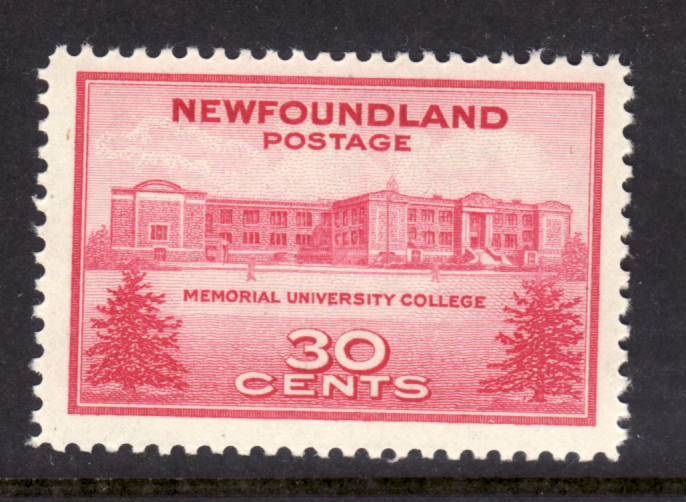 NEWFOUNDLAND
POSTAGE
MEMORIAL UNIVERSITY COLLEGE
30
CENTS